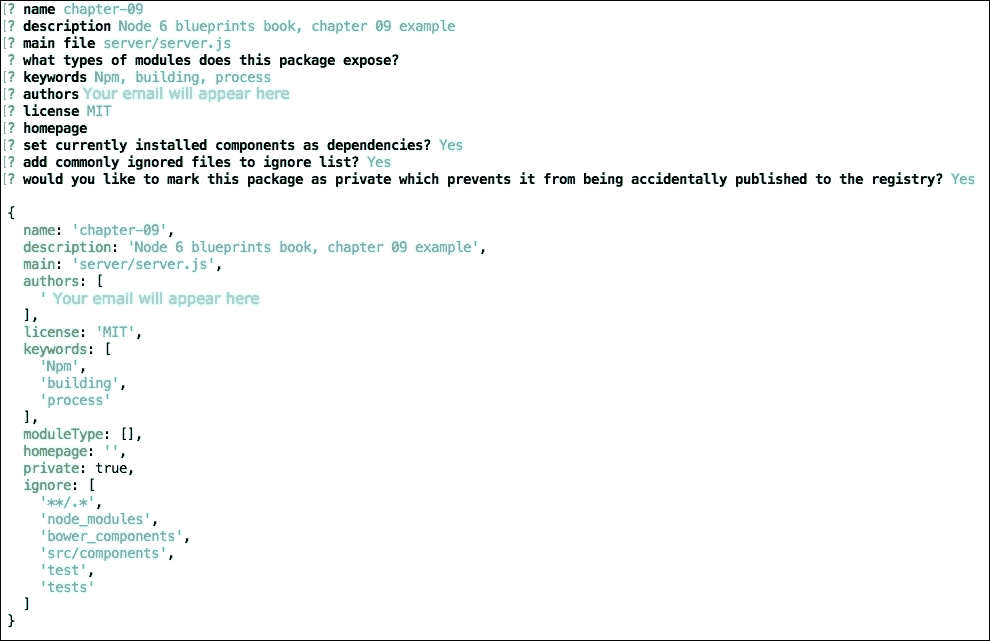 [? name chapter-09
[? description Node 6 blueprints book, chapter 09 example
[? main file server/server.js
? what types of modules does this package expose?
[? keywords Npm, building, process
[? authors Your email will appear here
[? license MIT
[? homepage
[? set currently installed components as dependencies? Yes
[? add commonly ignored files to ignore list? Yes
[? would you like to mark this package as private which prevents it from being accidentally published to the registry? Yes
{
  name: 'chapter-09',
  description: 'Node 6 blueprints book, chapter 09 example',
  main: 'server/server.js',
  authors: [
    ' Your email will appear here
  ],
  license: 'MIT',
  keywords: [
    'Npm',
    'building',
    'process'
  ],
  moduleType: [],
  homepage: '',
  private: true,
  ignore: [
    '**/.*',
    'node_modules',
    'bower_components',
    'src/components',
    'test',
    'tests'
  ]
}